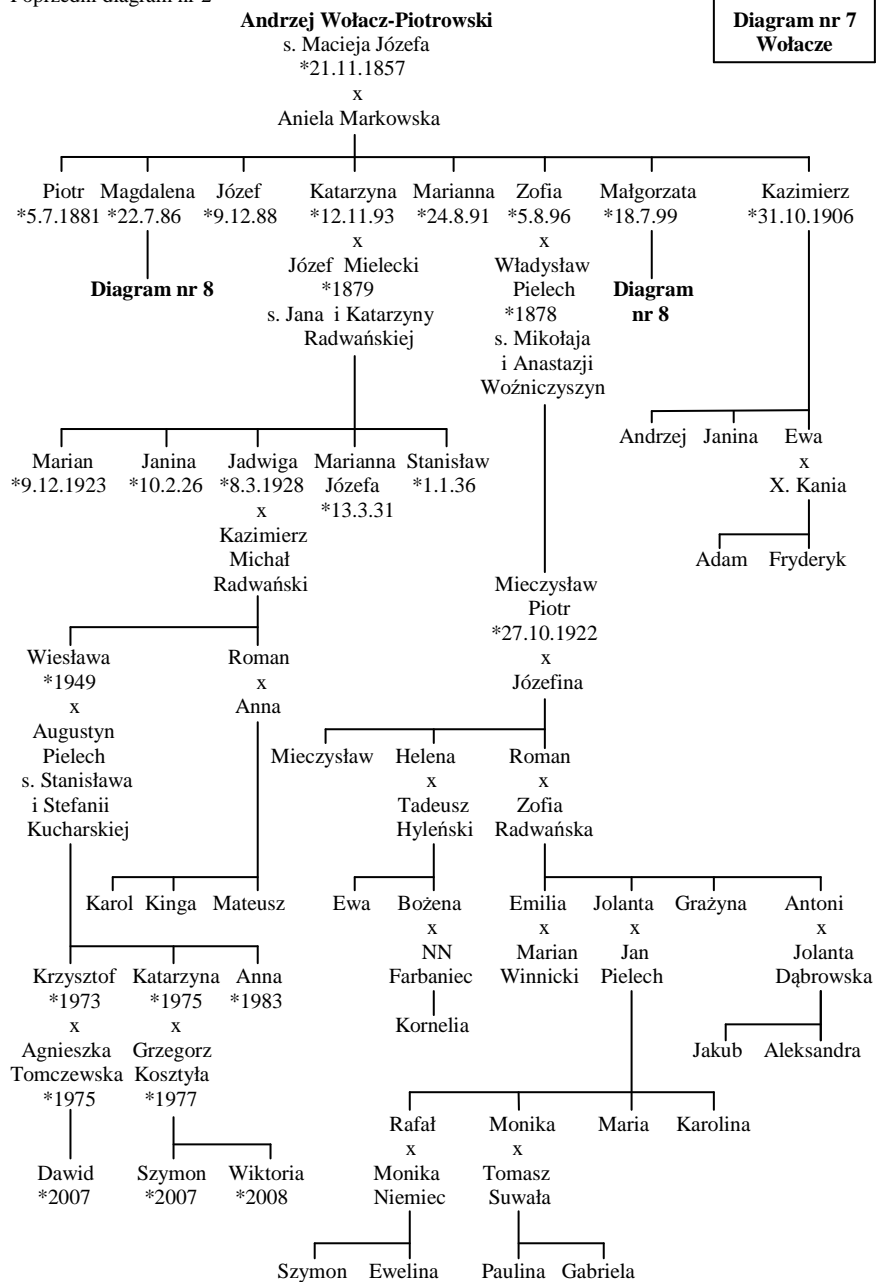 Poprzedni diagram nr 2
Andrzej Wołacz-Piotrowski
s. Macieja Józefa
*21.11.1857
x
Aniela Markowska
Diagram nr 7
Wołacze
Piotr Magdalena Józef Katarzyna Marianna Zofia Małgorzata Kazimierz
*5.7.1881 *22.7.86 *9.12.88 *12.11.93 *24.8.91 *5.8.96 *18.7.99 *31.10.1906
Diagram nr 8
x
Józef Mielecki
*1879
s. Jana i Katarzyny
Radwańskiej
x
Władysław
Pielech
*1878
s. Mikołaja
i Anastazji
Woźniczyszyn
Diagram
nr 8
Andrzej Janina Ewa
x
X. Kania
Adam Fryderyk
Marian Janina Jadwiga Marianna Stanisław
*9.12.1923 *10.2.26 *8.3.1928 Józefa *1.1.36
*13.3.31
x
Kazimierz
Michał
Radwański
Mieczysław
Piotr
*27.10.1922
x
Józefina
Wiesława
*1949
x
Augustyn
Pielech
s. Stanisława
i Stefanii
Kucharskiej
Roman
x
Anna
Mieczysław Helena Roman
x x
Tadeusz Zofia
Hyleński Radwańska
Karol Kinga Mateusz
Ewa Bożena Emilia Jolanta Grażyna Antoni
x x x x
NN Marian Jan Jolanta
Farbaniec Winnicki Pielech Dąbrowska
Kornelia
Jakub Aleksandra
Krzysztof Katarzyna Anna
*1973 *1975 *1983
x x
Agnieszka Grzegorz
Tomczewska Kosztyła
*1975 *1977
Dawid Szymon Wiktoria
*2007 *2007 *2008
Rafał Monika Maria Karolina
x x
Monika Tomasz
Niemiec Suwała
Szymon Ewelina Paulina Gabriela